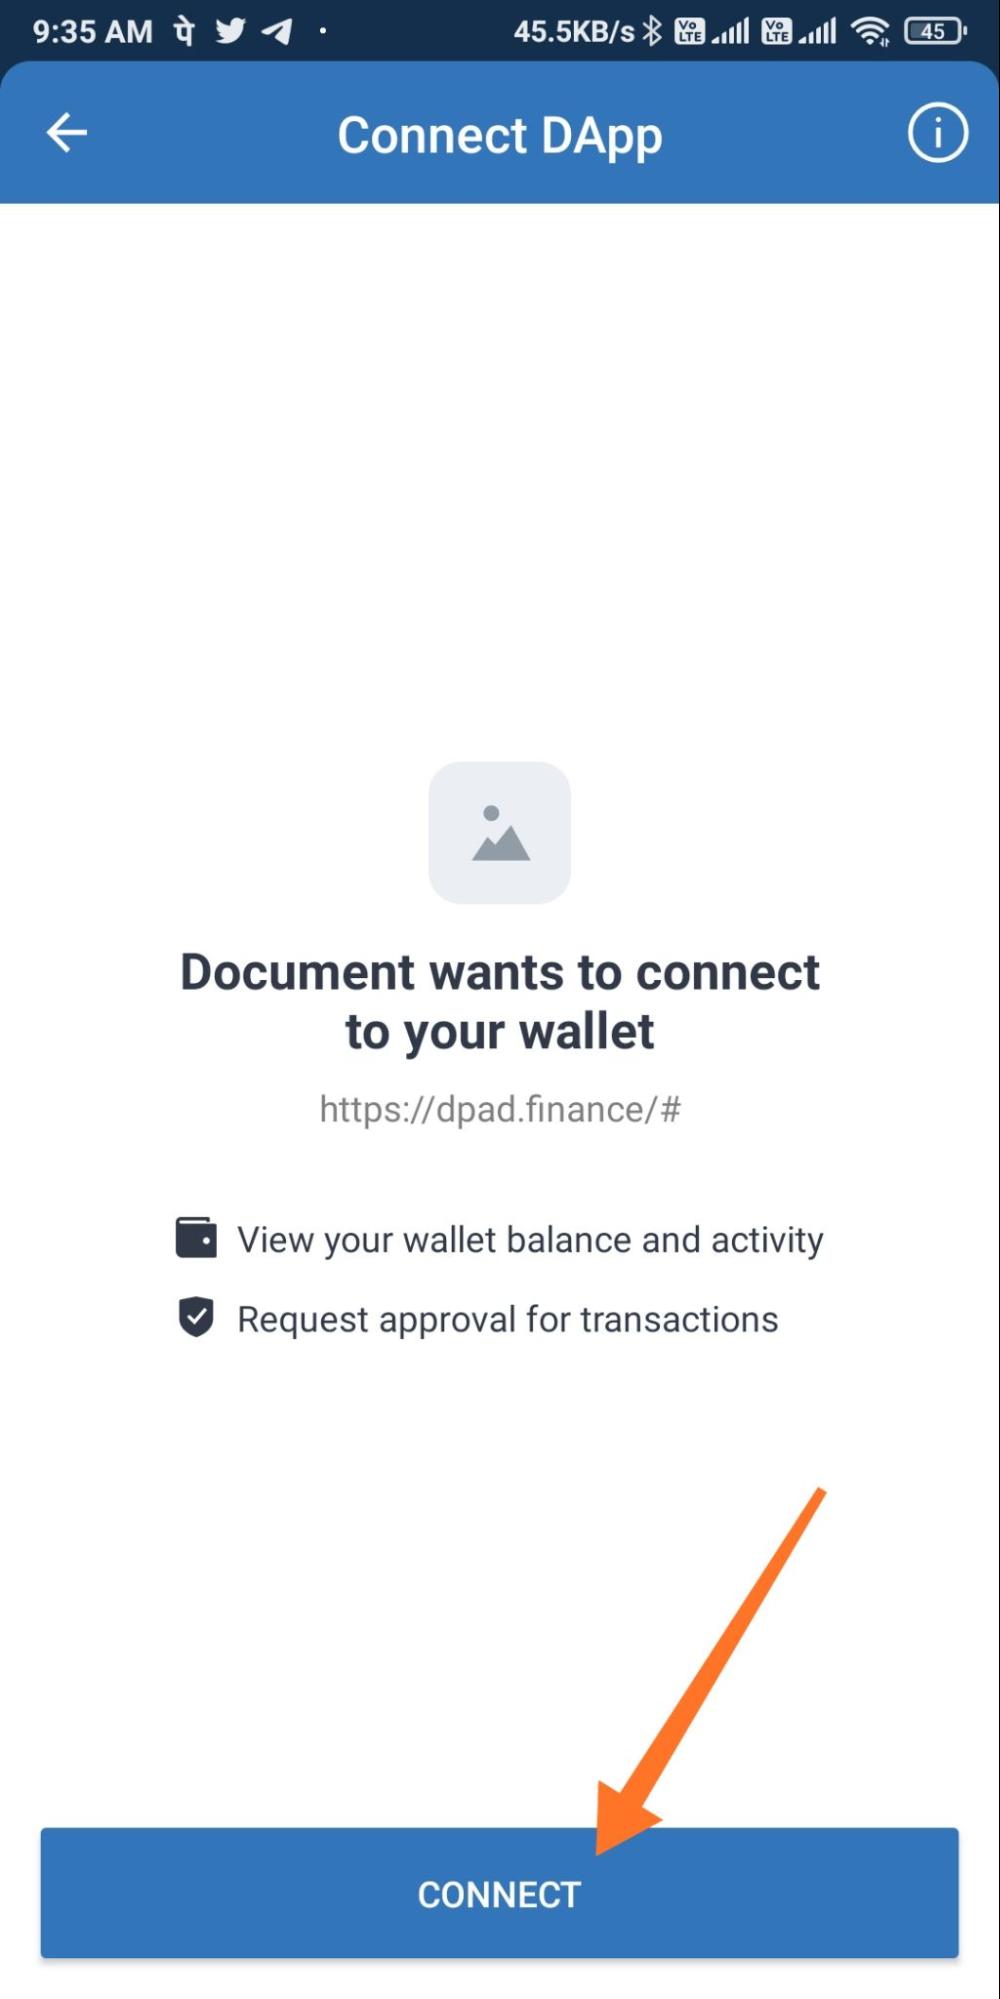 9:35 AM पे 45.5KB/s Vo LTE Vo LTE 45
Connect DApp
Document wants to connect
to your wallet
https://dpad.finance/#
View your wallet balance and activity
Request approval for transactions
CONNECT